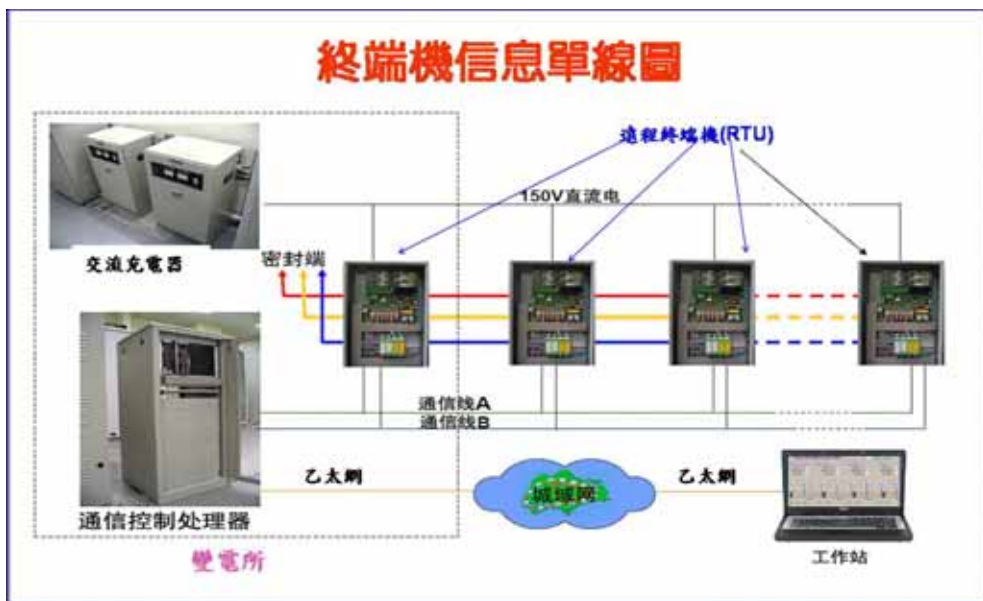 終端機信息單線圖
遠程終端機(RTU)
150V直流电
交流充電器
密封端
通信线A
通信线B
乙太網
城域网
乙太網
通信控制处理器
工作站
變電所